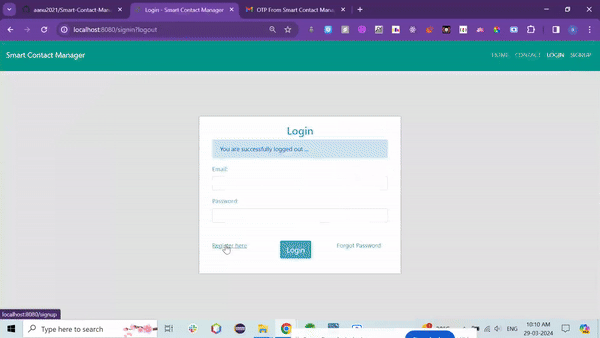 aanu2021/Smart-Contact-Mana
Login - Smart Contact Manager
OTP From Smart Contact Manag
localhost:8080/signin?logout
Smart Contact Manager
HOME CONTACT LOGIN SIGNUP
Login
You are successfully logged out ...
Email
Password
Register here
Login
Forgot Password
localhost:8080/signup
Type here to search
ENG
10:10 AM
29-03-2024